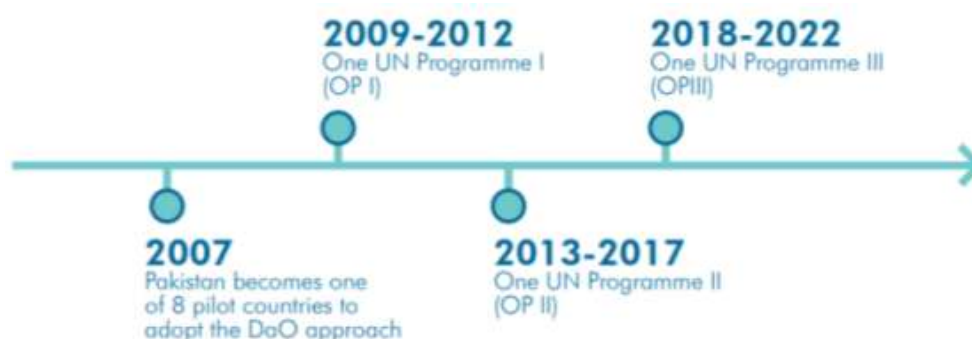 2009-2012
One UN Programme I
(OP I)
2018-2022
One UN Programme III
(OPIII)
2007
Pakistan becomes one
of 8 pilot countries to
adopt the DaO approach
2013-2017
One UN Programme II
(OP II)